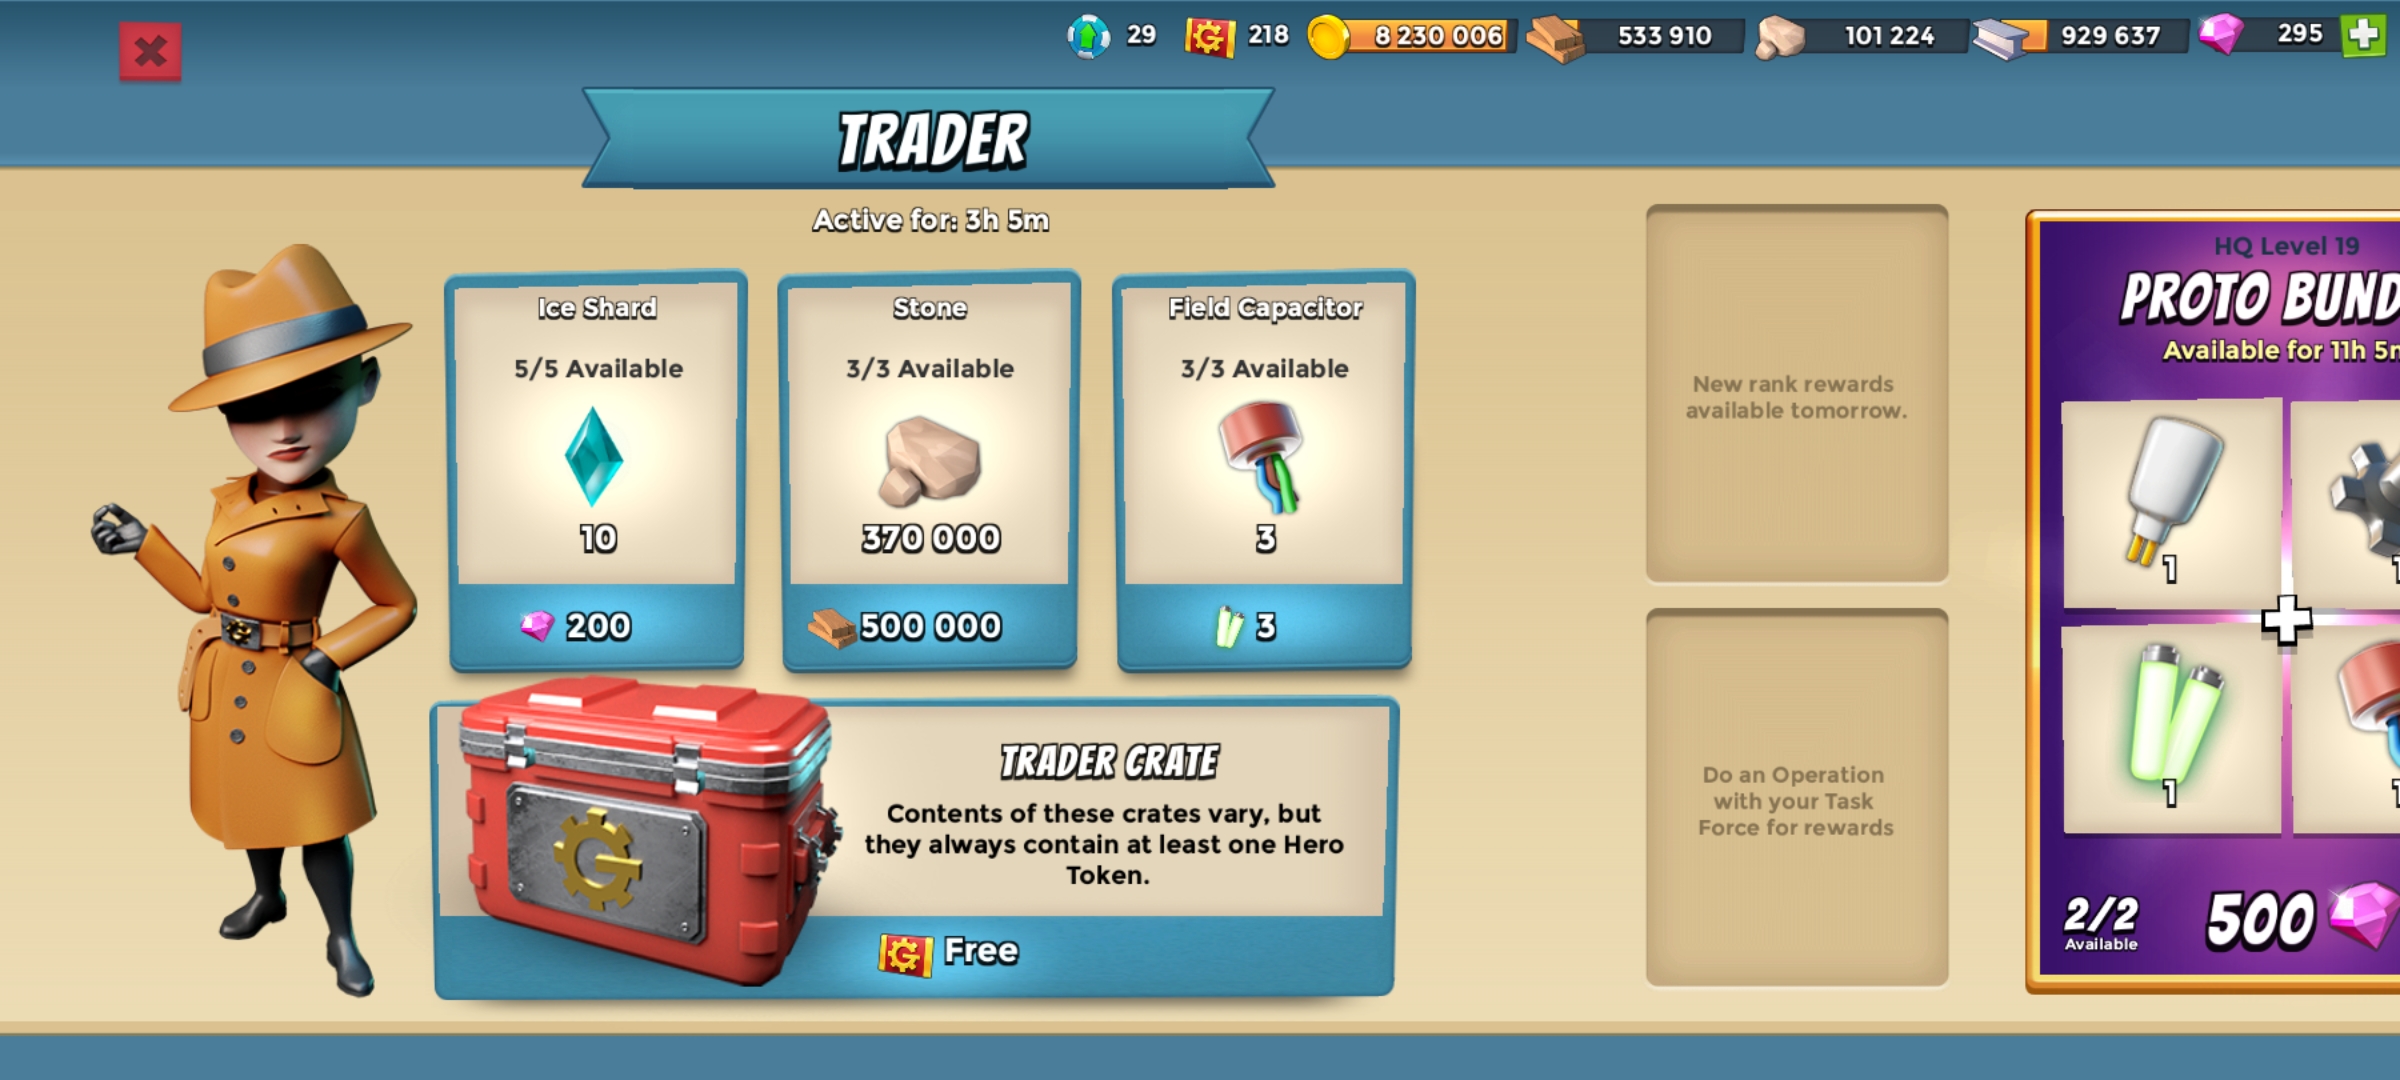 29
218
8 230 006
533 910
101 224
929 637
295
TRADER
Active for: 3h 5m
Ice Shard
5/5 Available
10
200
Stone
3/3 Available
370 000
500 000
Field Capacitor
3/3 Available
3
3
TRADER CRATE
Contents of these crates vary, but
they always contain at least one Hero
Token.
Free
New rank rewards
available tomorrow.
Do an Operation
with your Task
Force for rewards
HQ Level 19
PROTO BUND
Available for 11h 5m
1
1
1
1
2/2
Available
500